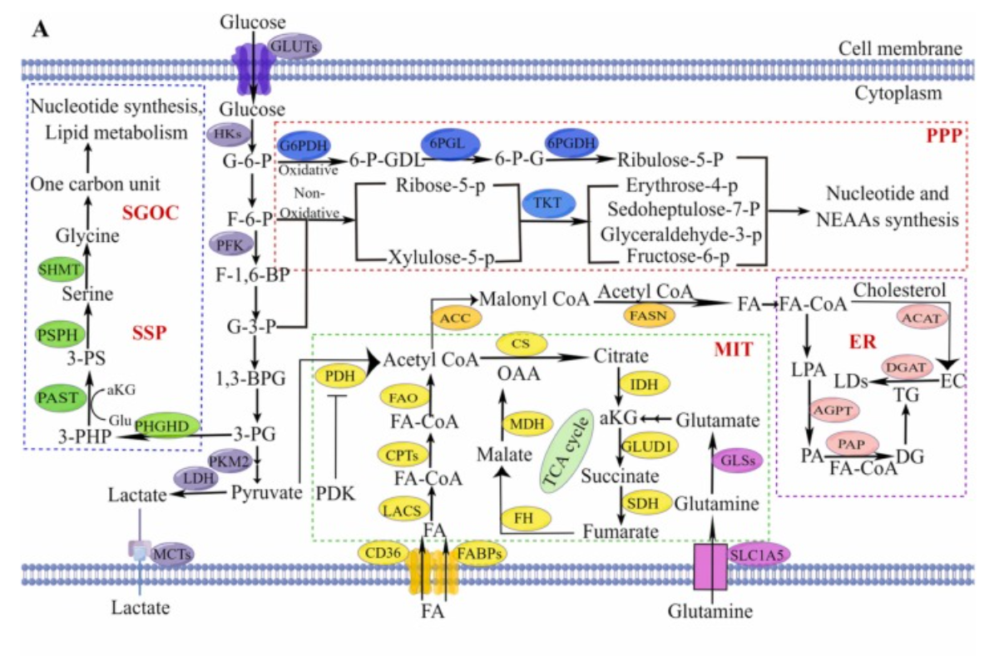 A
Glucose
GLUTs
Cell membrane
Cytoplasm
Glucose
Nucleotide synthesis,
Lipid metabolism
One carbon unit
SGOC
Glycine
SHMT
Serine
PSPH
SSP
3-PS
PAST
aKG
Glu
PHGHD
3-PHP
HKs
G-6-P
F-6-P
PFK
F-1,6-BP
G-3-P
1,3-BPG
3-PG
PKM2
LDH
Lactate
Pyruvate
MCTs
Lactate
PPP
G6PDH
6PGL
6PGDH
Oxidative
6-P-GDL
6-P-G
Ribulose-5-P
Non-
Oxidative
Ribose-5-p
Xylulose-5-p
TKT
Erythrose-4-p
Sedoheptulose-7-P
Glyceraldehyde-3-p
Fructose-6-p
Nucleotide and
NEAAs synthesis
Malonyl CoA
Acetyl CoA
FA
FA-CoA
Cholesterol
ACC
FASN
ACAT
MIT
ER
PDH
Acetyl CoA
CS
Citrate
OAA
IDH
FAO
FA-CoA
aKG
Glutamate
MDH
GLUD1
CPTs
Malate
TCA cycle
GLSs
FA-CoA
Succinate
PDK
LACS
SDH
Glutamine
FH
FA
Fumarate
CD36
FABPs
SLC1A5
FA
Glutamine
LPA
DGAT
LDs
EC
TG
AGPT
PAP
PA
DG
FA-CoA